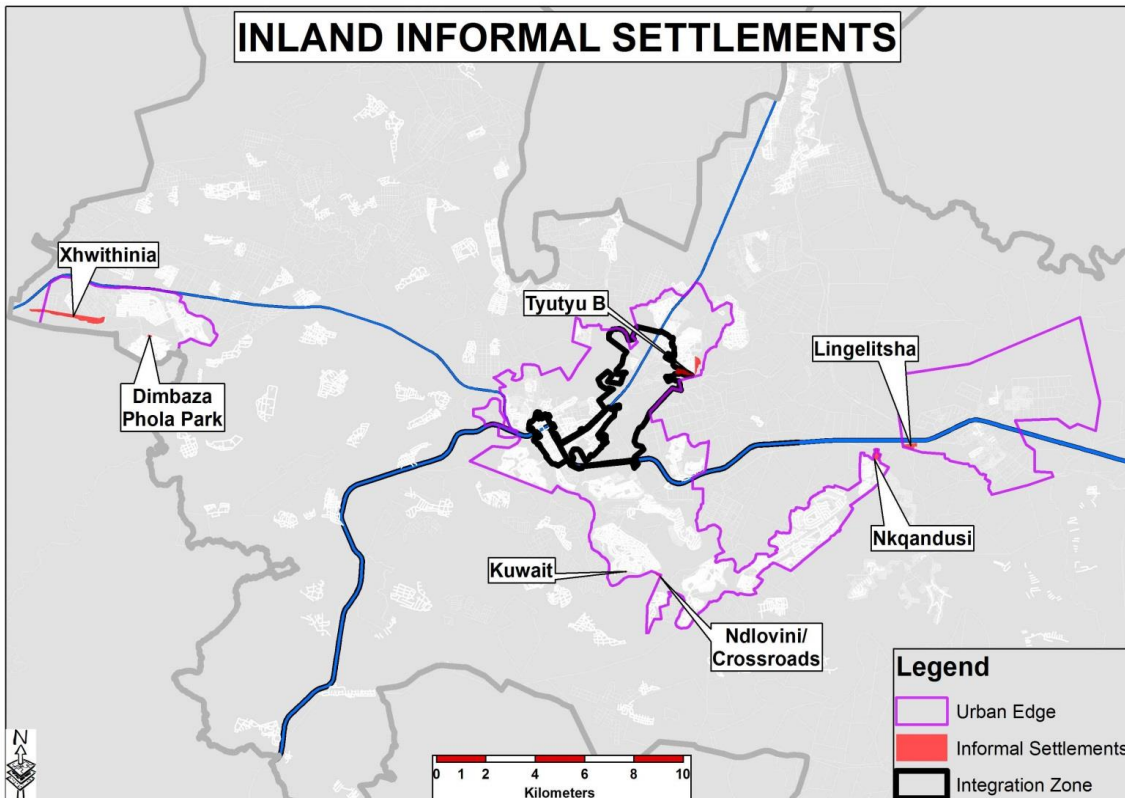 INLAND INFORMAL SETTLEMENTS
Xhwithinia
Tyutyu B
Lingelitsha
Dimbaza
Phola Park
Nkqandusi
Kuwait
Ndlovini/
Crossroads
Legend
Urban Edge
Informal Settlements
Integration Zone
N
0 1 2 4 6 8 10
Kilometers